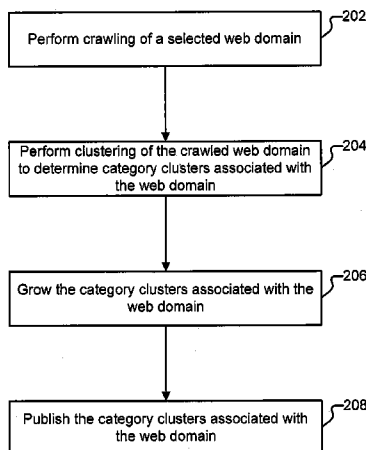 Perform crawling of a selected web domain
202
Perform clustering of the crawled web domain
to determine category clusters associated with
the web domain
204
Grow the category clusters associated with the
web domain
206
Publish the category clusters associated with
the web domain
208